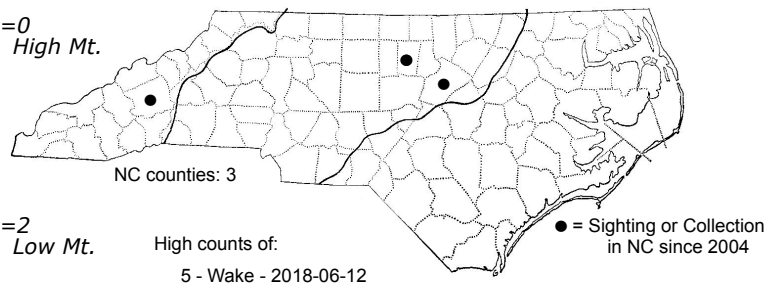 =0
High Mt.
NC counties: 3
=2
Low Mt.
High counts of:
5 - Wake - 2018-06-12
● = Sighting or Collection
in NC since 2004